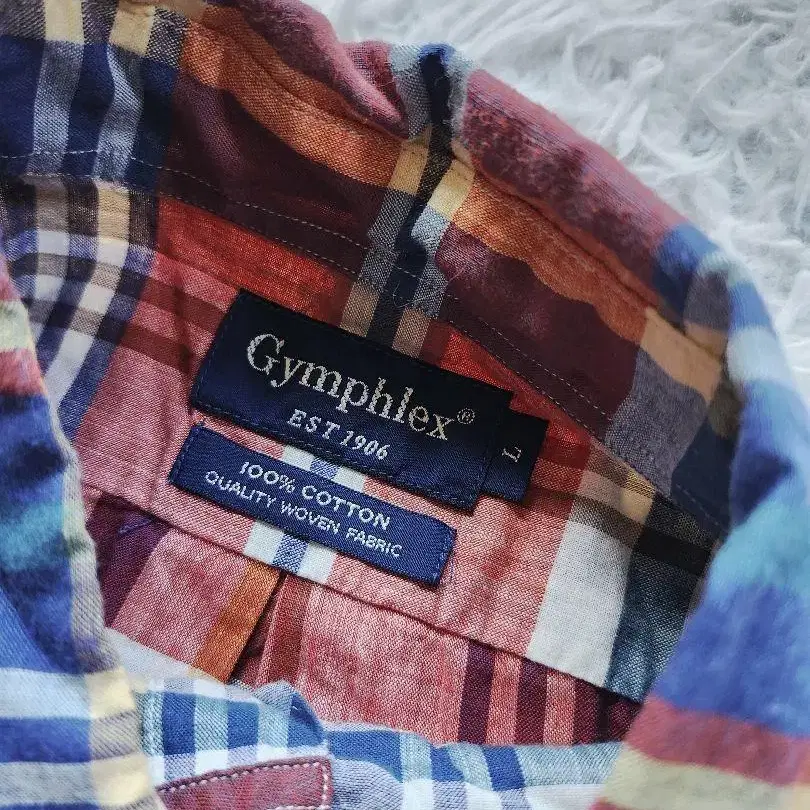 Gymphlex®
EST 1906
L
100% COTTON
QUALITY WOVEN FABRIC